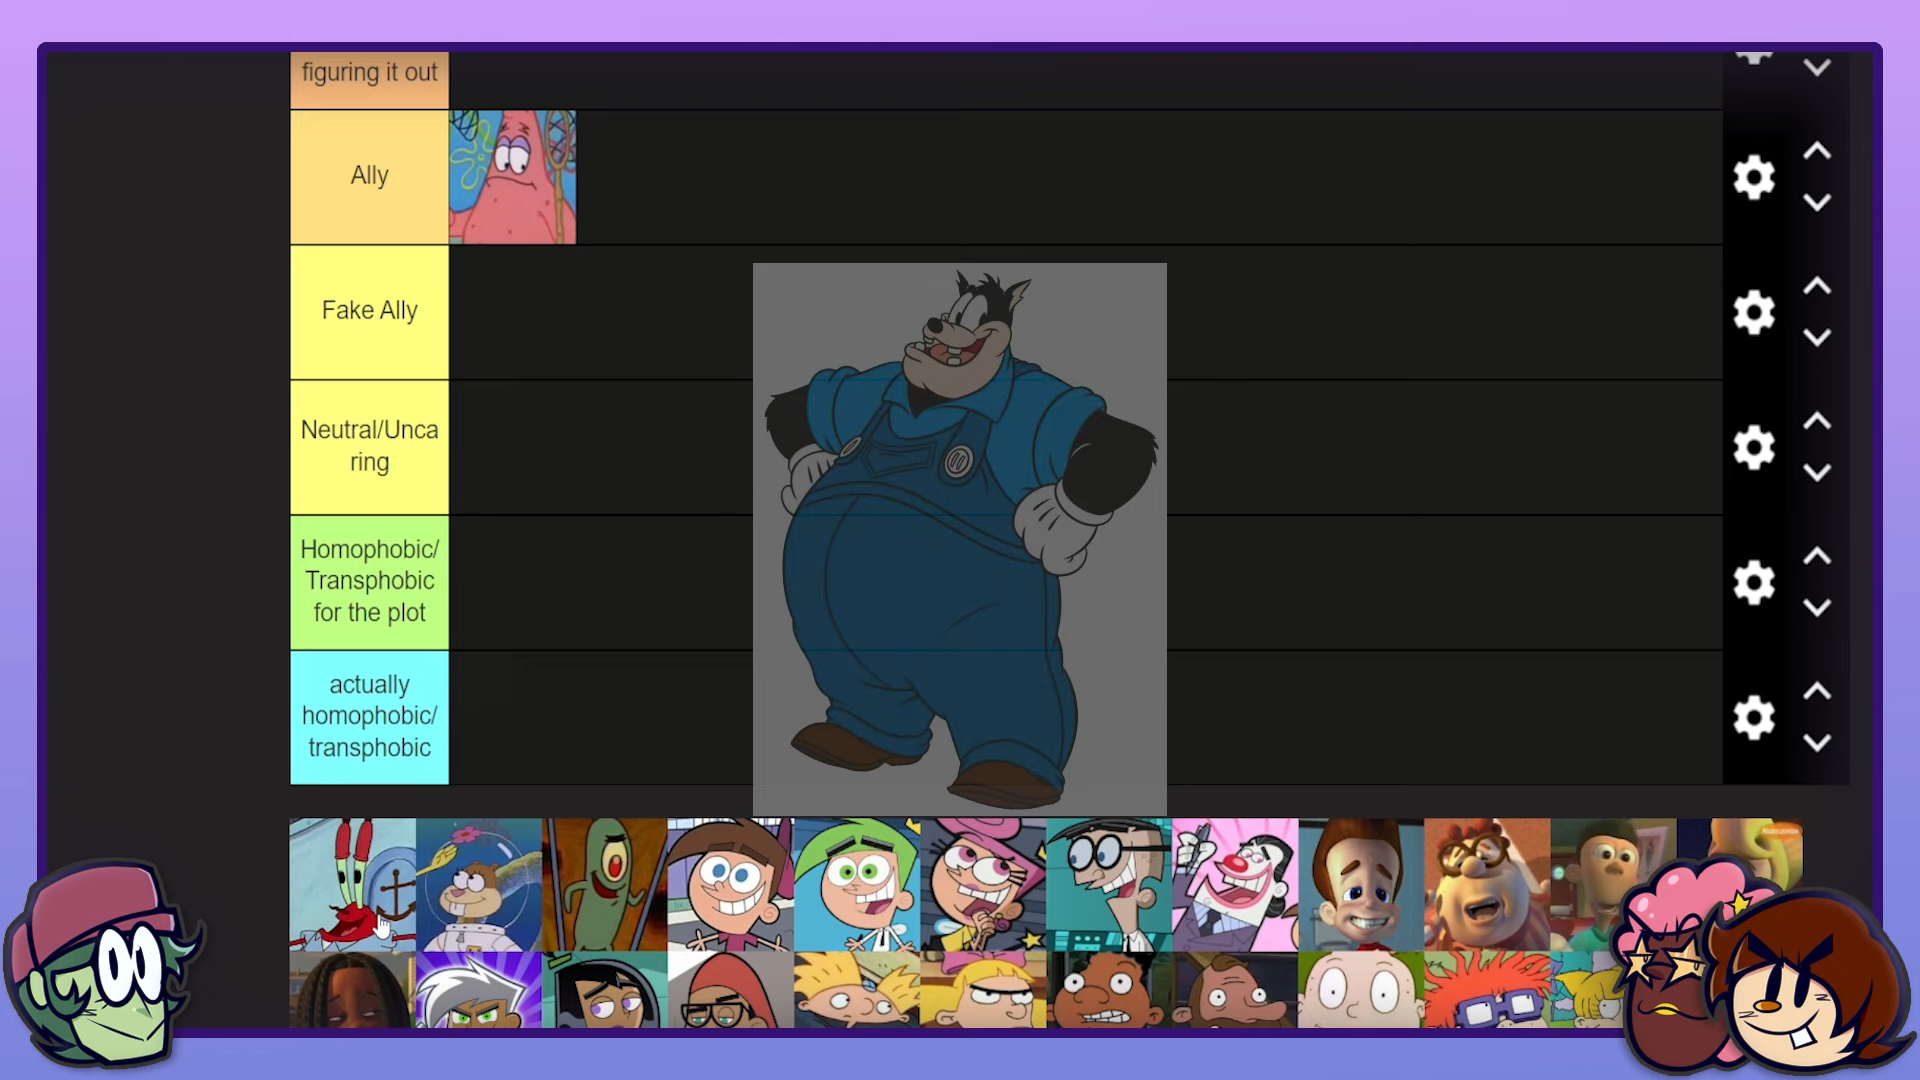 figuring it out
Ally
Fake Ally
Neutral/Unca
ring
Homophobic/
Transphobic
for the plot
actually
homophobic/
transphobic